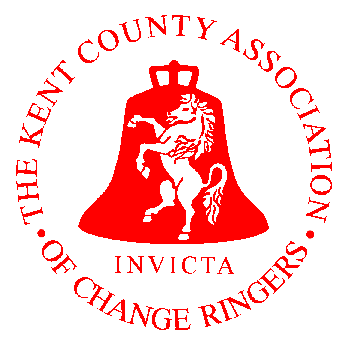 THE KENT COUNTY ASSOCIATION
• OF CHANGE RINGERS •
INVICTA